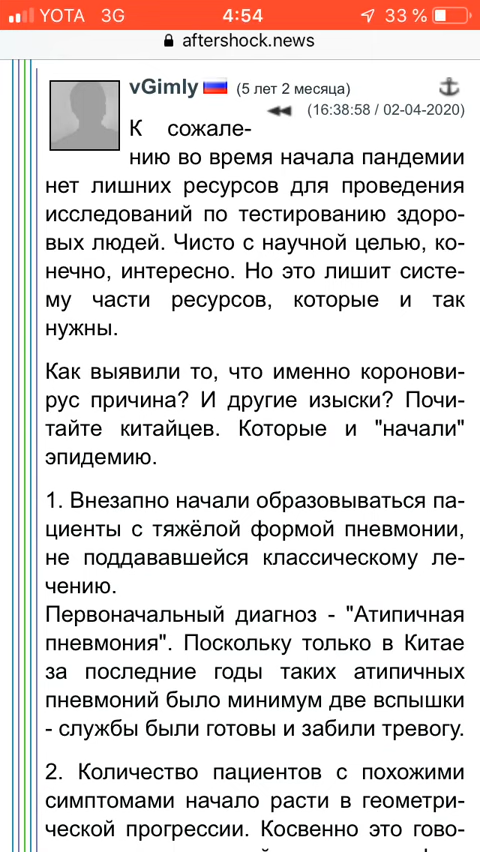 YOTA 3G 4:54 33 %
aftershock.news
vGimly (5 лет 2 месяца)
(16:38:58 / 02-04-2020)
К сожале-
нию во время начала пандемии
нет лишних ресурсов для проведения
исследований по тестированию здоро-
вых людей. Чисто с научной целью, ко-
нечно, интересно. Но это лишит систе-
му части ресурсов, которые и так
нужны.
Как выявили то, что именно коронови-
рус причина? И другие изыски? Почи-
тайте китайцев. Которые и "начали"
эпидемию.
1. Внезапно начали образовываться па-
циенты с тяжёлой формой пневмонии,
не поддававшейся классическому ле-
чению.
Первоначальный диагноз - "Атипичная
пневмония". Поскольку только в Китае
за последние годы таких атипичных
пневмоний было минимум две вспышки
- службы были готовы и забили тревогу.
2. Количество пациентов с похожими
симптомами начало расти в геометри-
ческой прогрессии. Косвенно это гово-